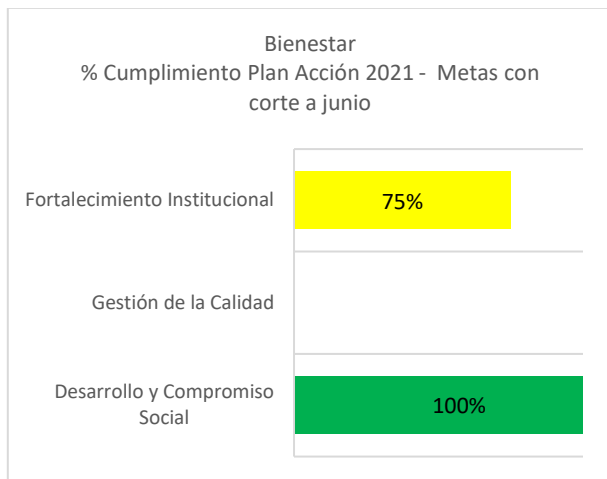 Bienestar
% Cumplimiento Plan Acción 2021 - Metas con
corte a junio
Fortalecimiento Institucional
75%
Gestión de la Calidad
Desarrollo y Compromiso
Social
100%